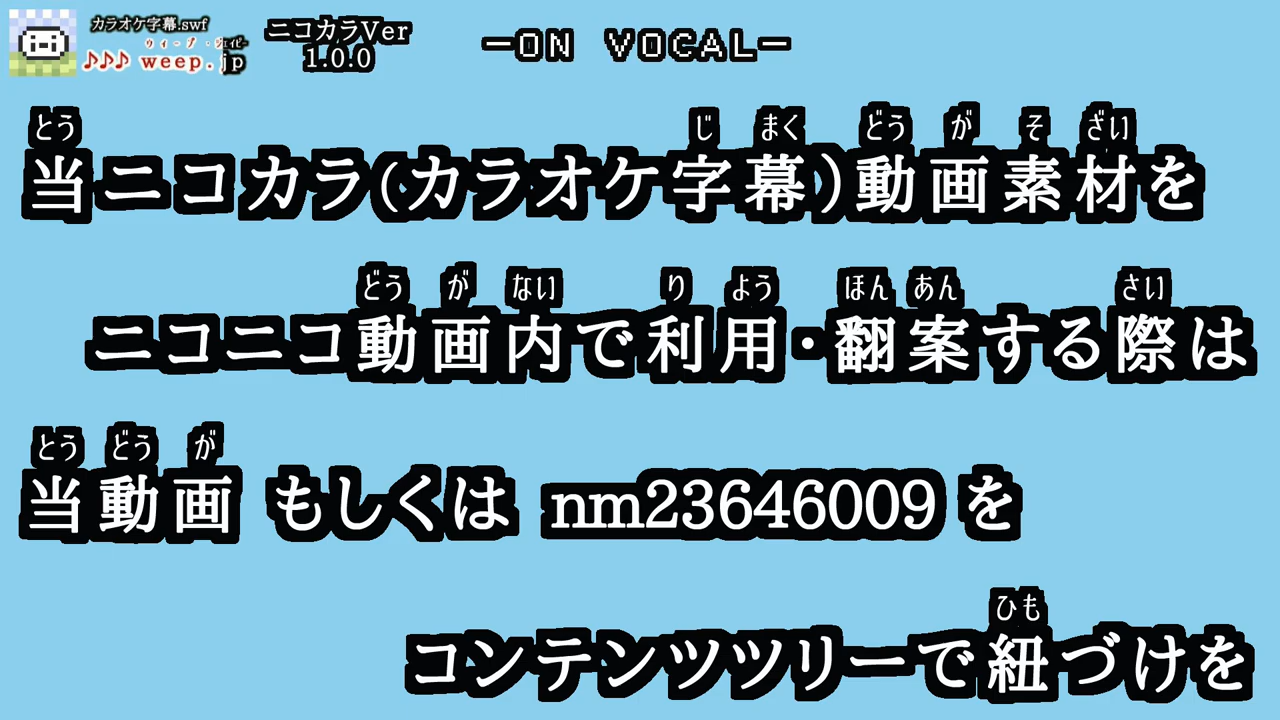 カラオケ字幕.swf
ウィープ・ジェイピー
♪♪♪ weep.jp
ニコカラVer
1.0.0
-ON VOCAL-
とう じ まく どう が そ ざい
当ニコカラ(カラオケ字幕)動画素材を
どう が ない り よう ほん あん さい
ニコニコ動画内で利用・翻案する際は
とう どう が
当動画 もしくは nm23646009 を
ひも
コンテンツツリーで紐づけを